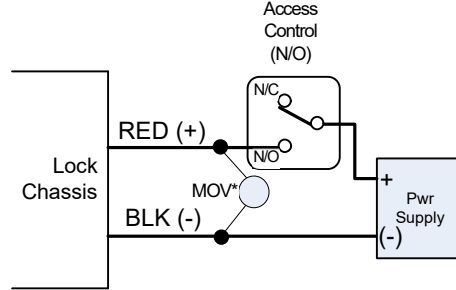 Access
Control
(N/O)
N/C
RED (+)
N/O
Lock
Chassis
MOV*
+
Pwr
Supply
BLK (-)
(-)